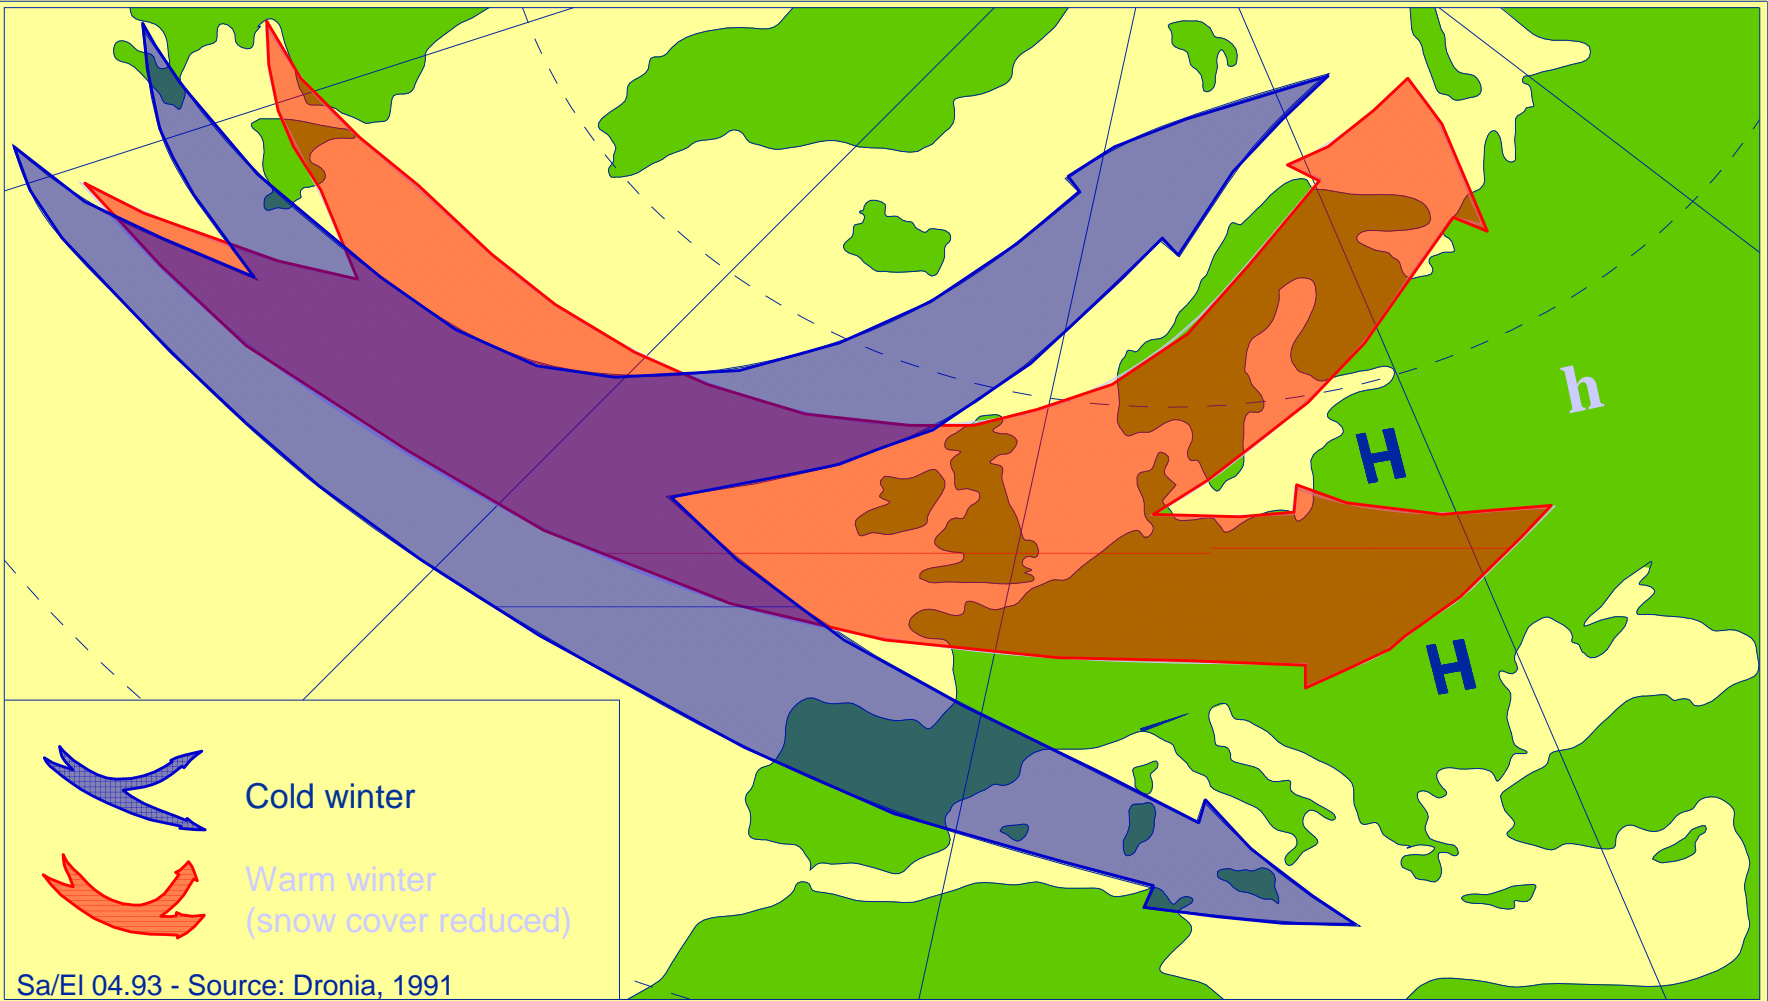 h
H
H
Cold winter
Warm winter
(snow cover reduced)
Sa/El 04.93 - Source: Dronia, 1991